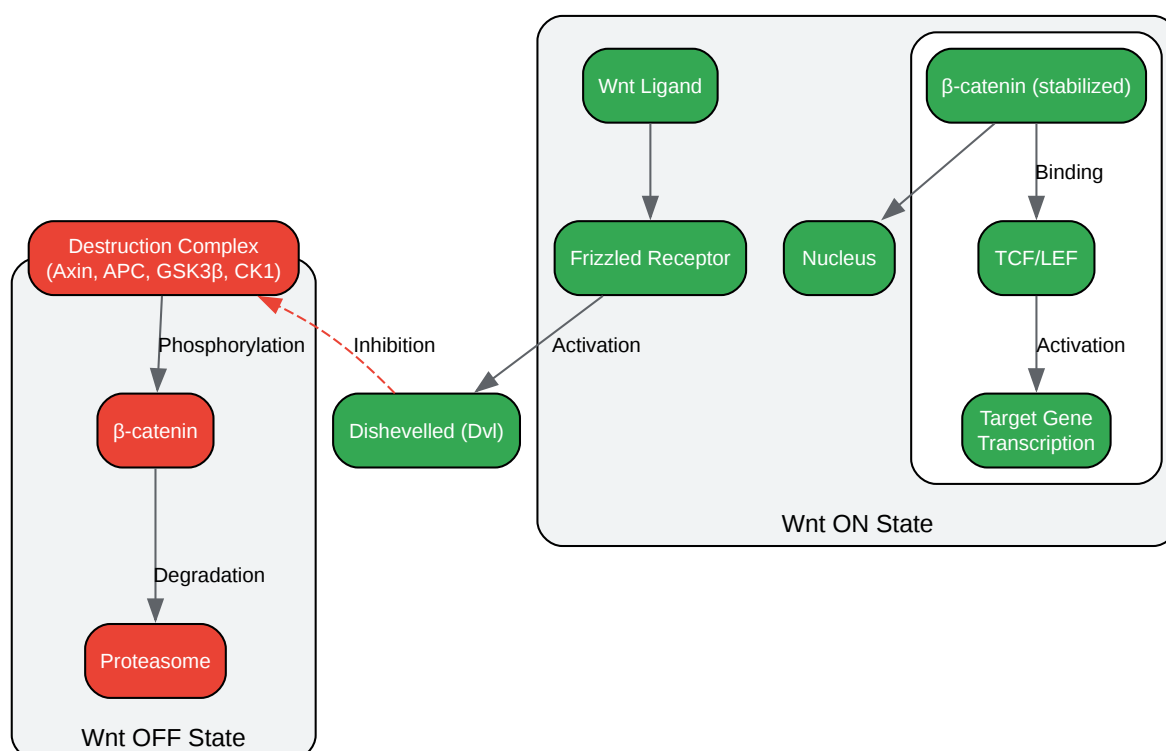 Wnt Ligand
β-catenin (stabilized)
Binding
Destruction Complex
(Axin, APC, GSK3β, CK1)
Frizzled Receptor
Nucleus
TCF/LEF
Phosphorylation
Inhibition
Activation
Activation
β-catenin
Dishevelled (Dvl)
Target Gene
Transcription
Wnt ON State
Degradation
Proteasome
Wnt OFF State